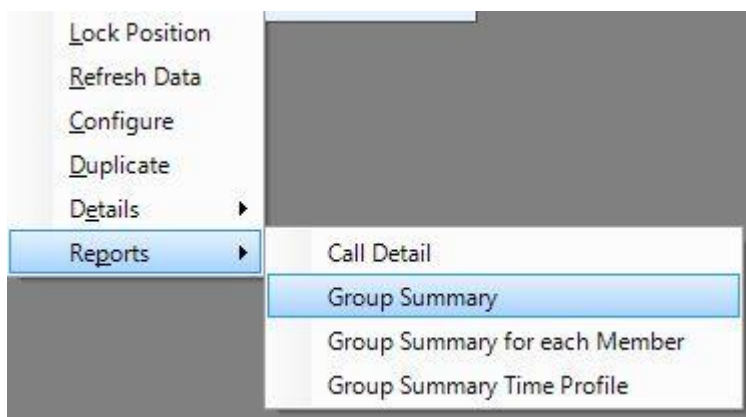 Lock Position
Refresh Data
Configure
Duplicate
Details
Reports
Call Detail
Group Summary
Group Summary for each Member
Group Summary Time Profile